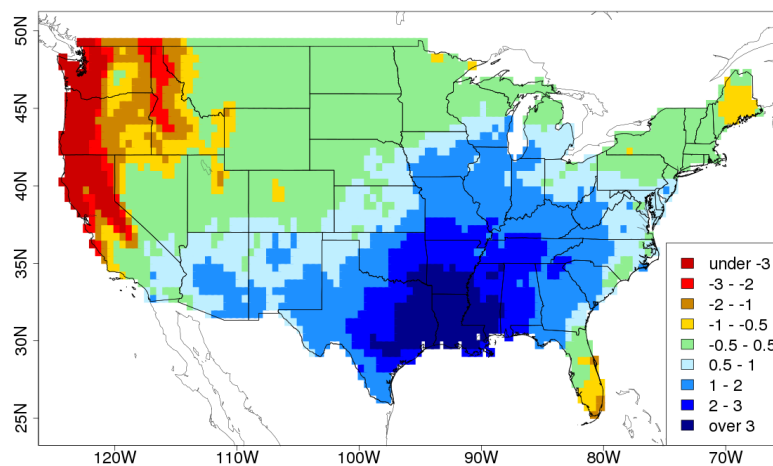 50N
45N
40N
35N
30N
25N
under -3
-3 - -2
-2 - -1
-1 - -0.5
-0.5 - 0.5
0.5 - 1
1 - 2
2 - 3
over 3
120W 110W 100W 90W 80W 70W